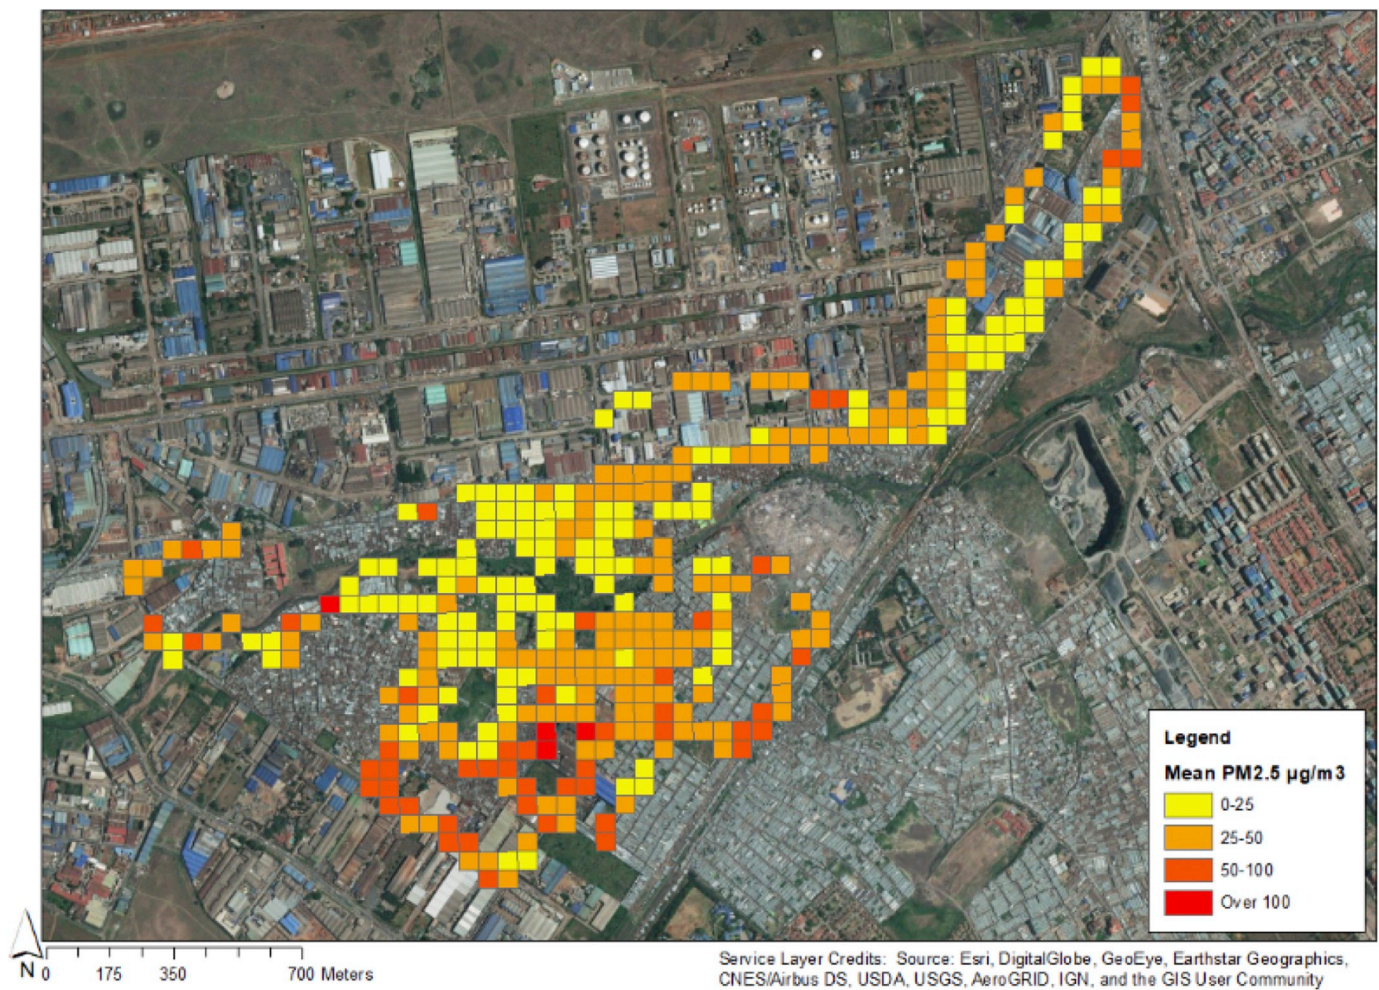 Legend
Mean PM2.5 µg/m3
0-25
25-50
50-100
Over 100
N
0 175 350 700 Meters
Service Layer Credits: Source: Esri, DigitalGlobe, GeoEye, Earthstar Geographics,
CNES/Airbus DS, USDA, USGS, AeroGRID, IGN, and the GIS User Community